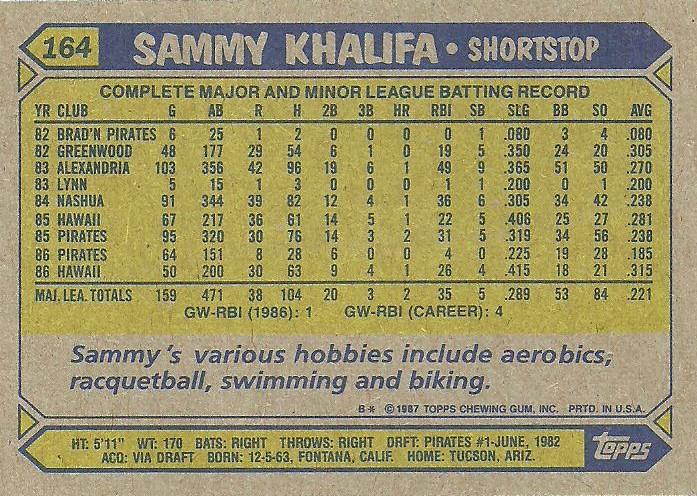 164 SAMMY KHALIFA • SHORTSTOP
COMPLETE MAJOR AND MINOR LEAGUE BATTING RECORD
YR CLUB G AB R H 2B 3B HR RBI SB SLG BB SO AVG
82 BRAD'N PIRATES 6 25 1 2 0 0 0 0 1 .080 3 4 .080
82 GREENWOOD 48 177 29 54 6 1 0 19 5 .350 24 20 .305
83 ALEXANDRIA 103 356 42 96 19 6 1 49 9 .365 51 50 .270
83 LYNN 5 15 1 3 0 0 0 1 1 .200 0 1 .200
84 NASHUA 91 344 39 82 12 4 1 36 6 .305 34 42 .238
85 HAWAII 67 217 36 61 14 5 1 22 5 .406 25 27 .281
85 PIRATES 95 320 30 76 14 3 2 31 5 .319 34 56 .238
86 PIRATES 64 151 8 28 6 0 0 4 0 .225 19 28 .185
86 HAWAII 50 200 30 63 9 4 1 26 4 .415 18 21 .315
MAJ. LEA. TOTALS 159 471 38 104 20 3 2 35 5 .289 53 84 .221
GW-RBI (1986): 1 GW-RBI (CAREER): 4
Sammy's various hobbies include aerobics,
racquetball, swimming and biking.
B* ©1987 TOPPS CHEWING GUM, INC. PRTD. IN U.S.A.
HT: 5'11" WT: 170 BATS: RIGHT THROWS: RIGHT DRFT: PIRATES #1-JUNE, 1982
ACQ: VIA DRAFT BORN: 12-5-63, FONTANA, CALIF. HOME: TUCSON, ARIZ.
topps